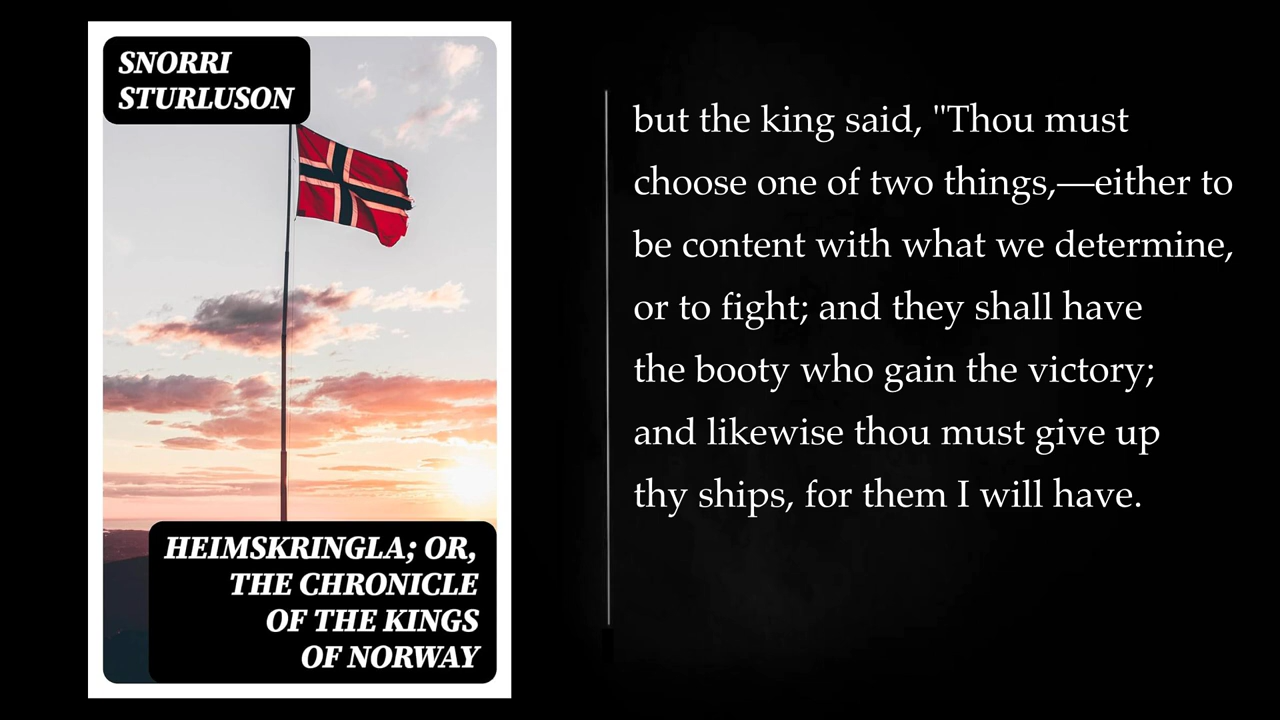 SNORRI
STURLUSON
HEIMSKRINGLA; OR,
THE CHRONICLE
OF THE KINGS
OF NORWAY
but the king said, "Thou must
choose one of two things,—either to
be content with what we determine,
or to fight; and they shall have
the booty who gain the victory;
and likewise thou must give up
thy ships, for them I will have.